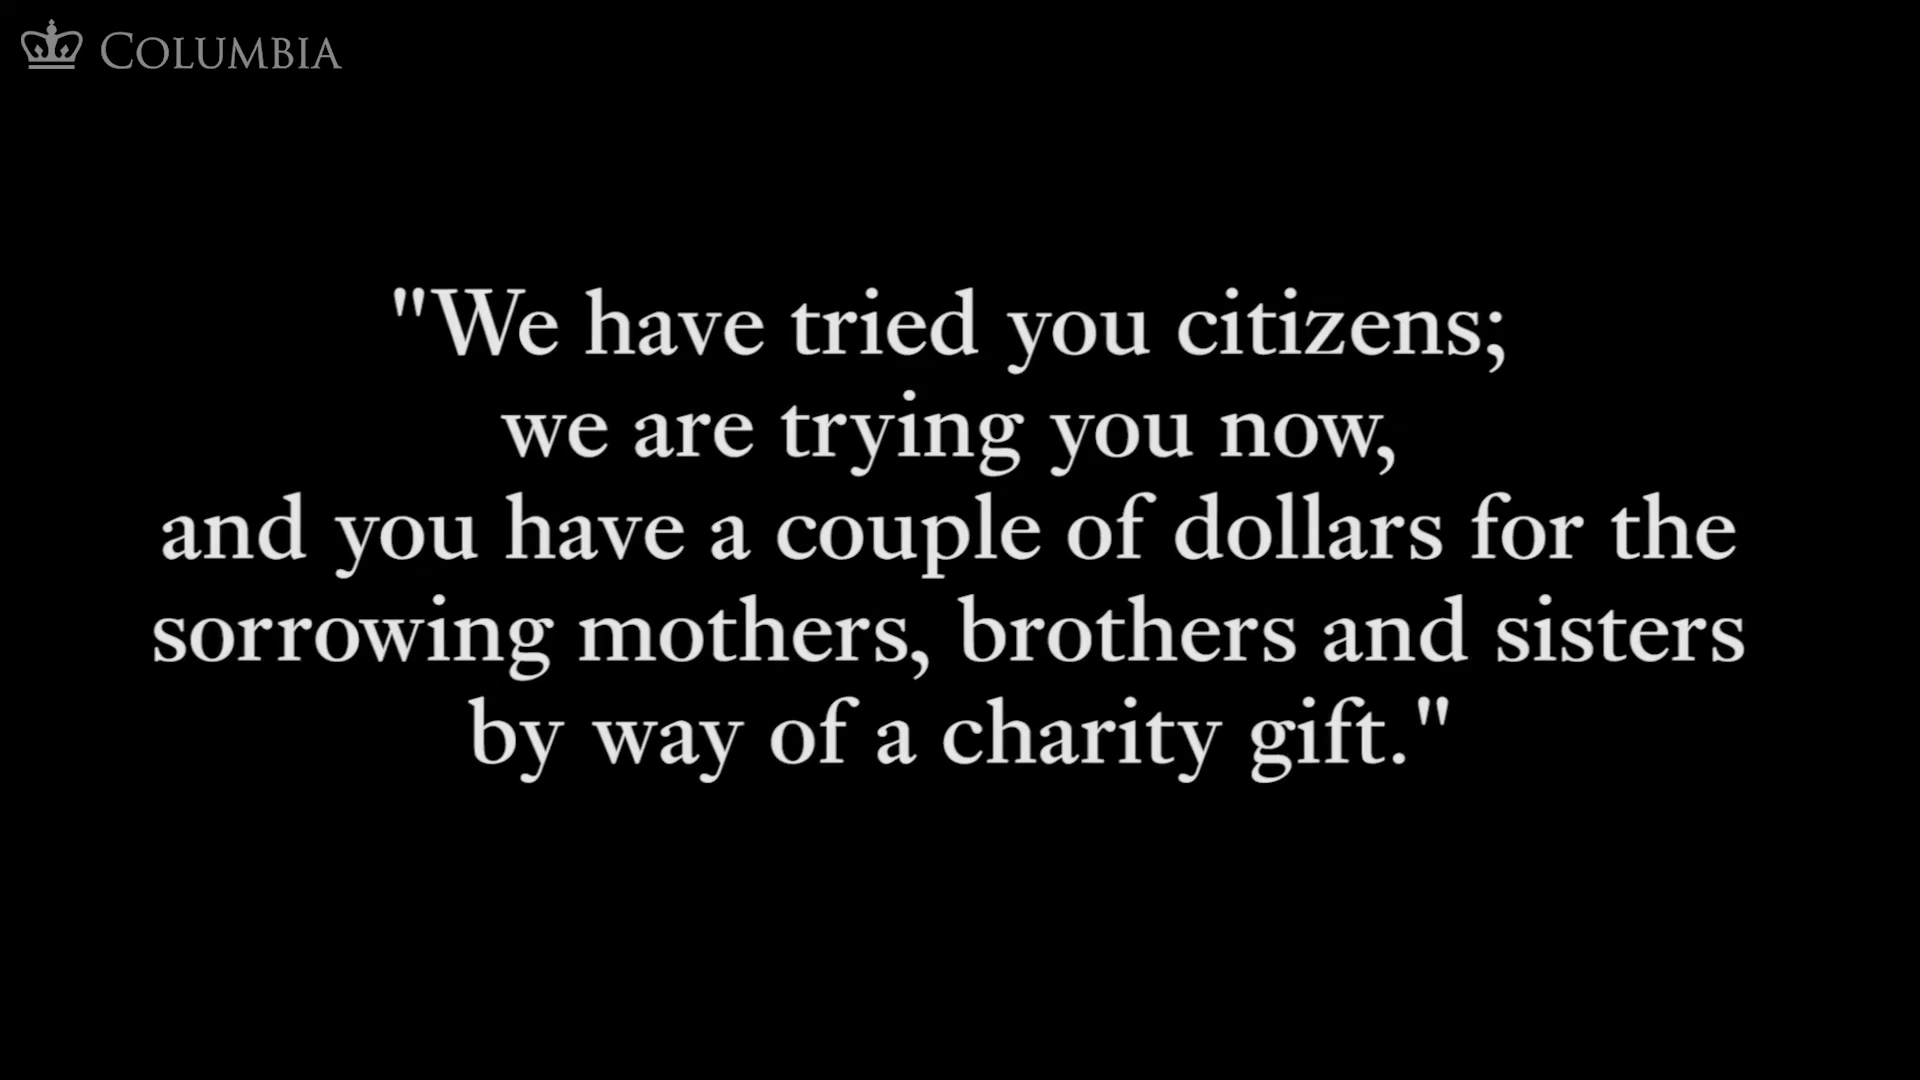 COLUMBIA
"We have tried you citizens;
we are trying you now,
and you have a couple of dollars for the
sorrowing mothers, brothers and sisters
by way of a charity gift."